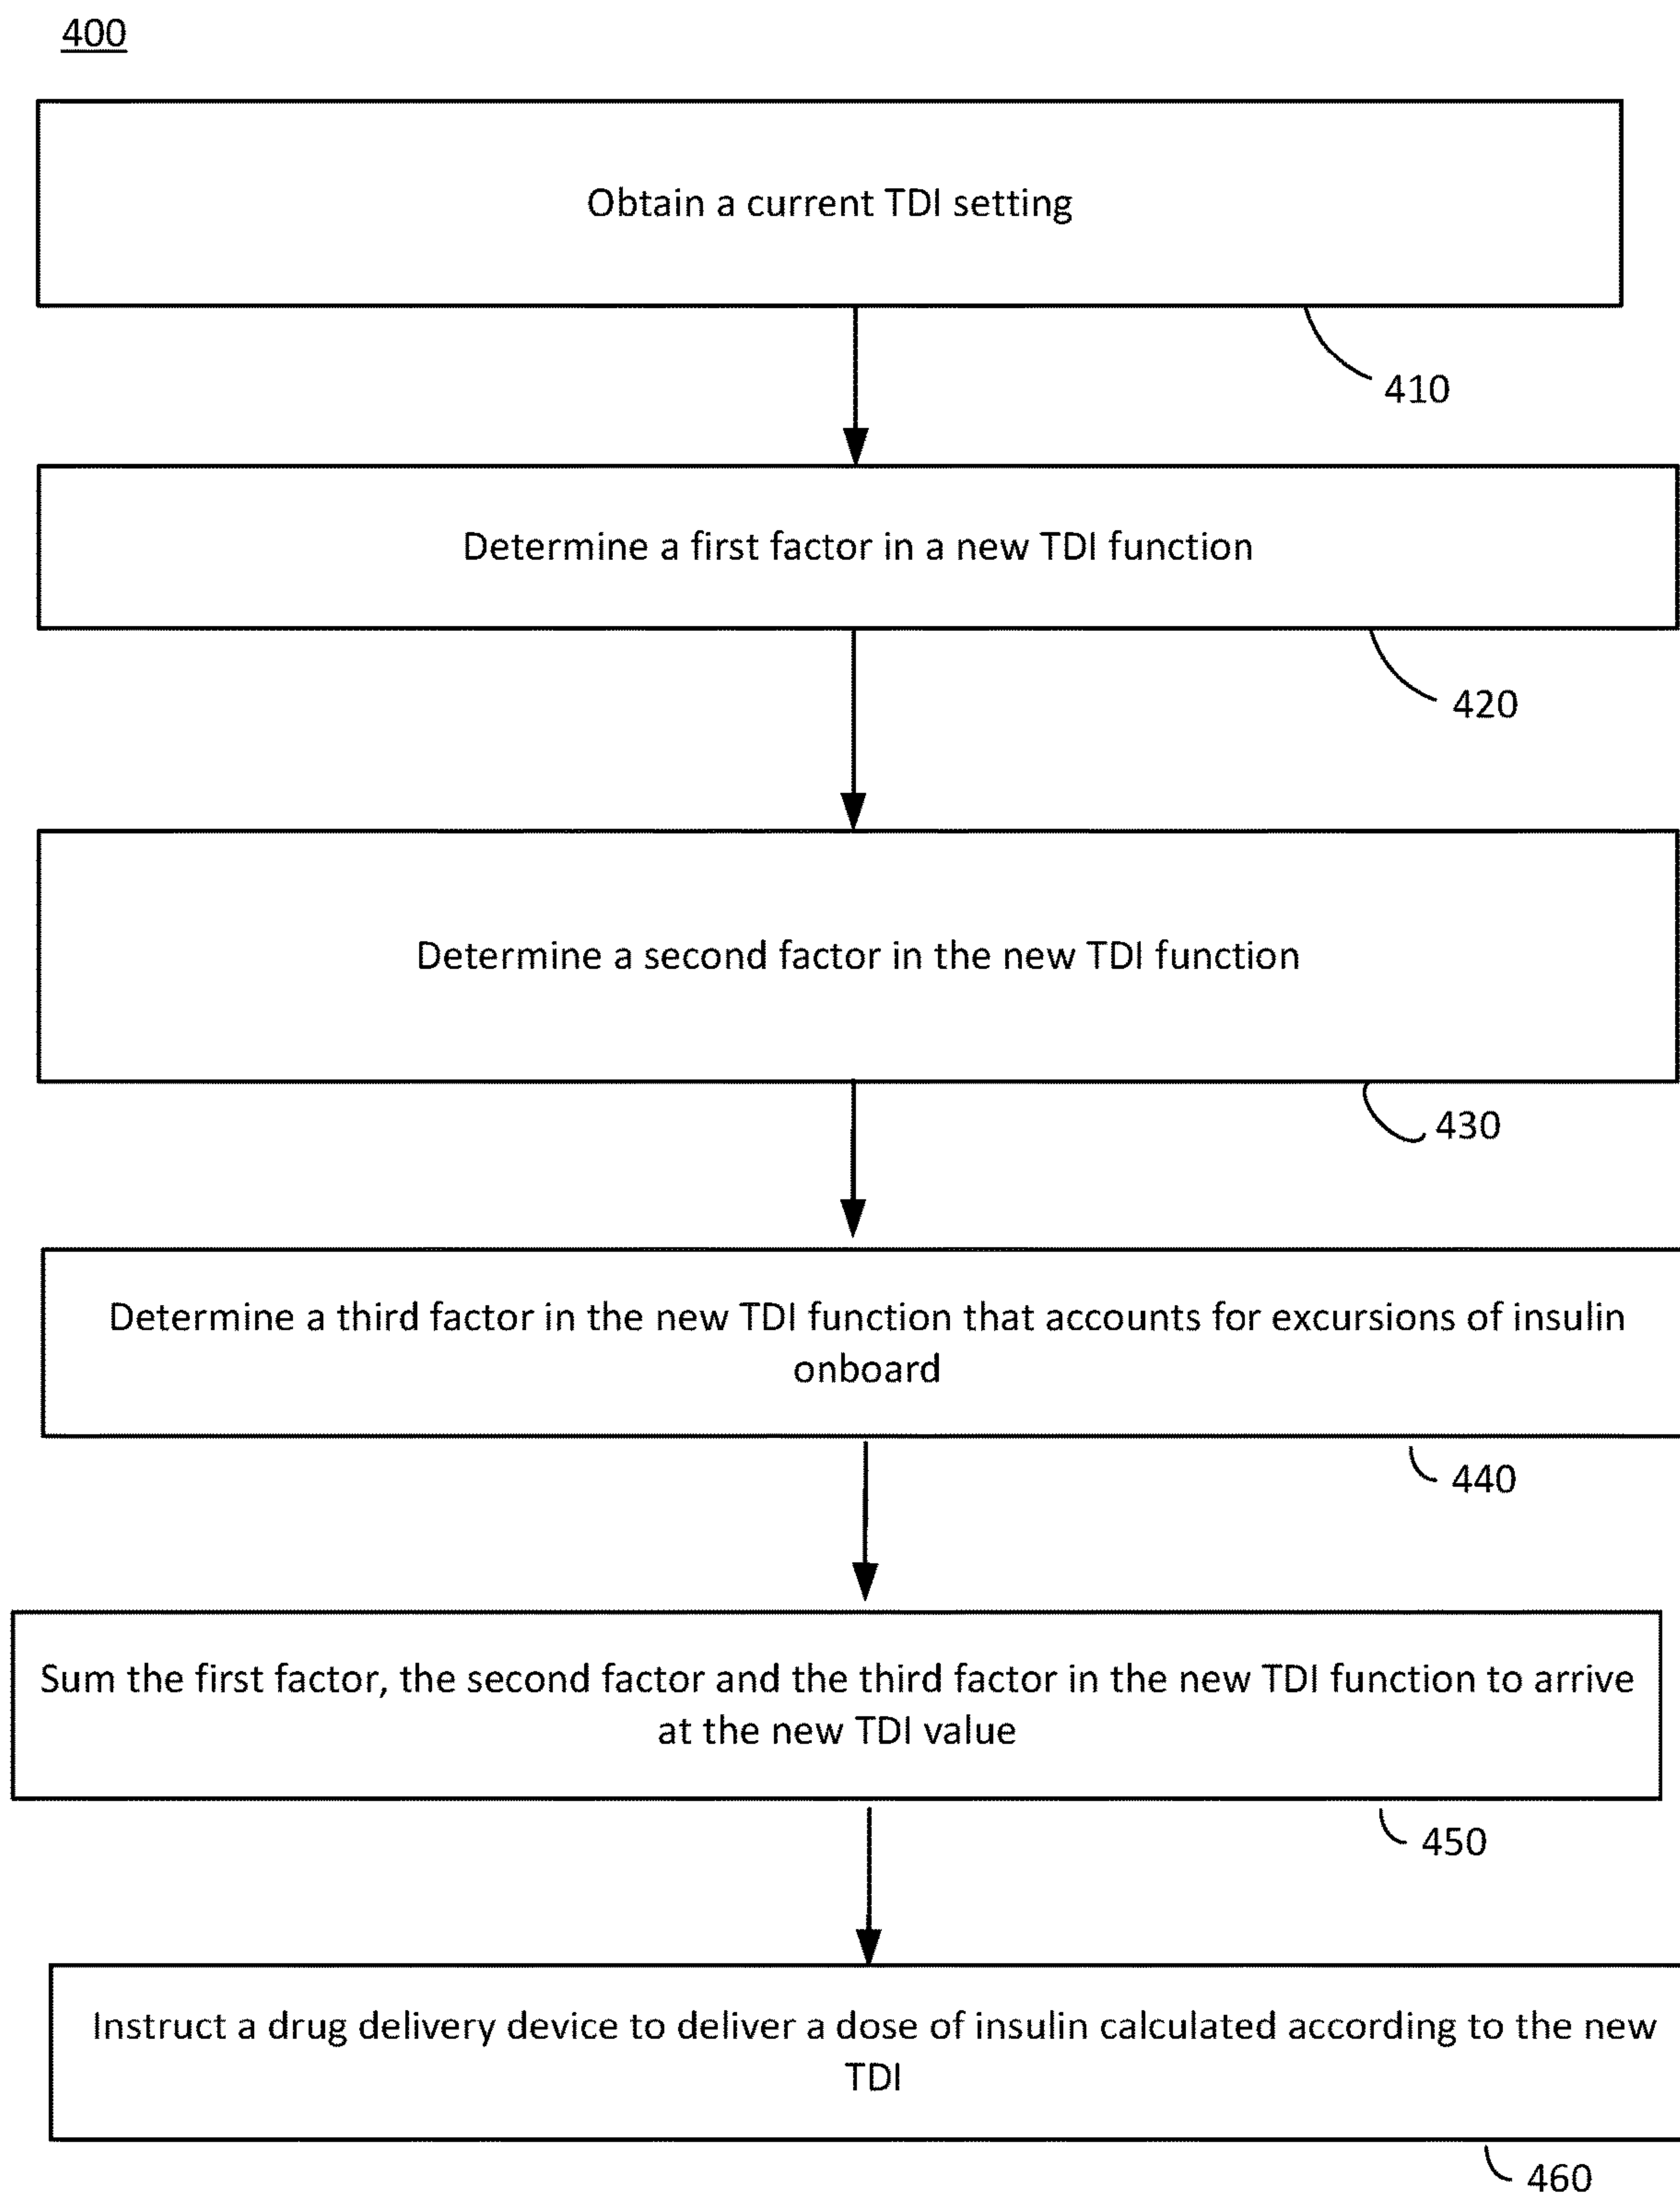 400
Obtain a current TDI setting
410
Determine a first factor in a new TDI function
420
Determine a second factor in the new TDI function
430
Determine a third factor in the new TDI function that accounts for excursions of insulin
onboard
440
Sum the first factor, the second factor and the third factor in the new TDI function to arrive
at the new TDI value
450
Instruct a drug delivery device to deliver a dose of insulin calculated according to the new
TDI
460